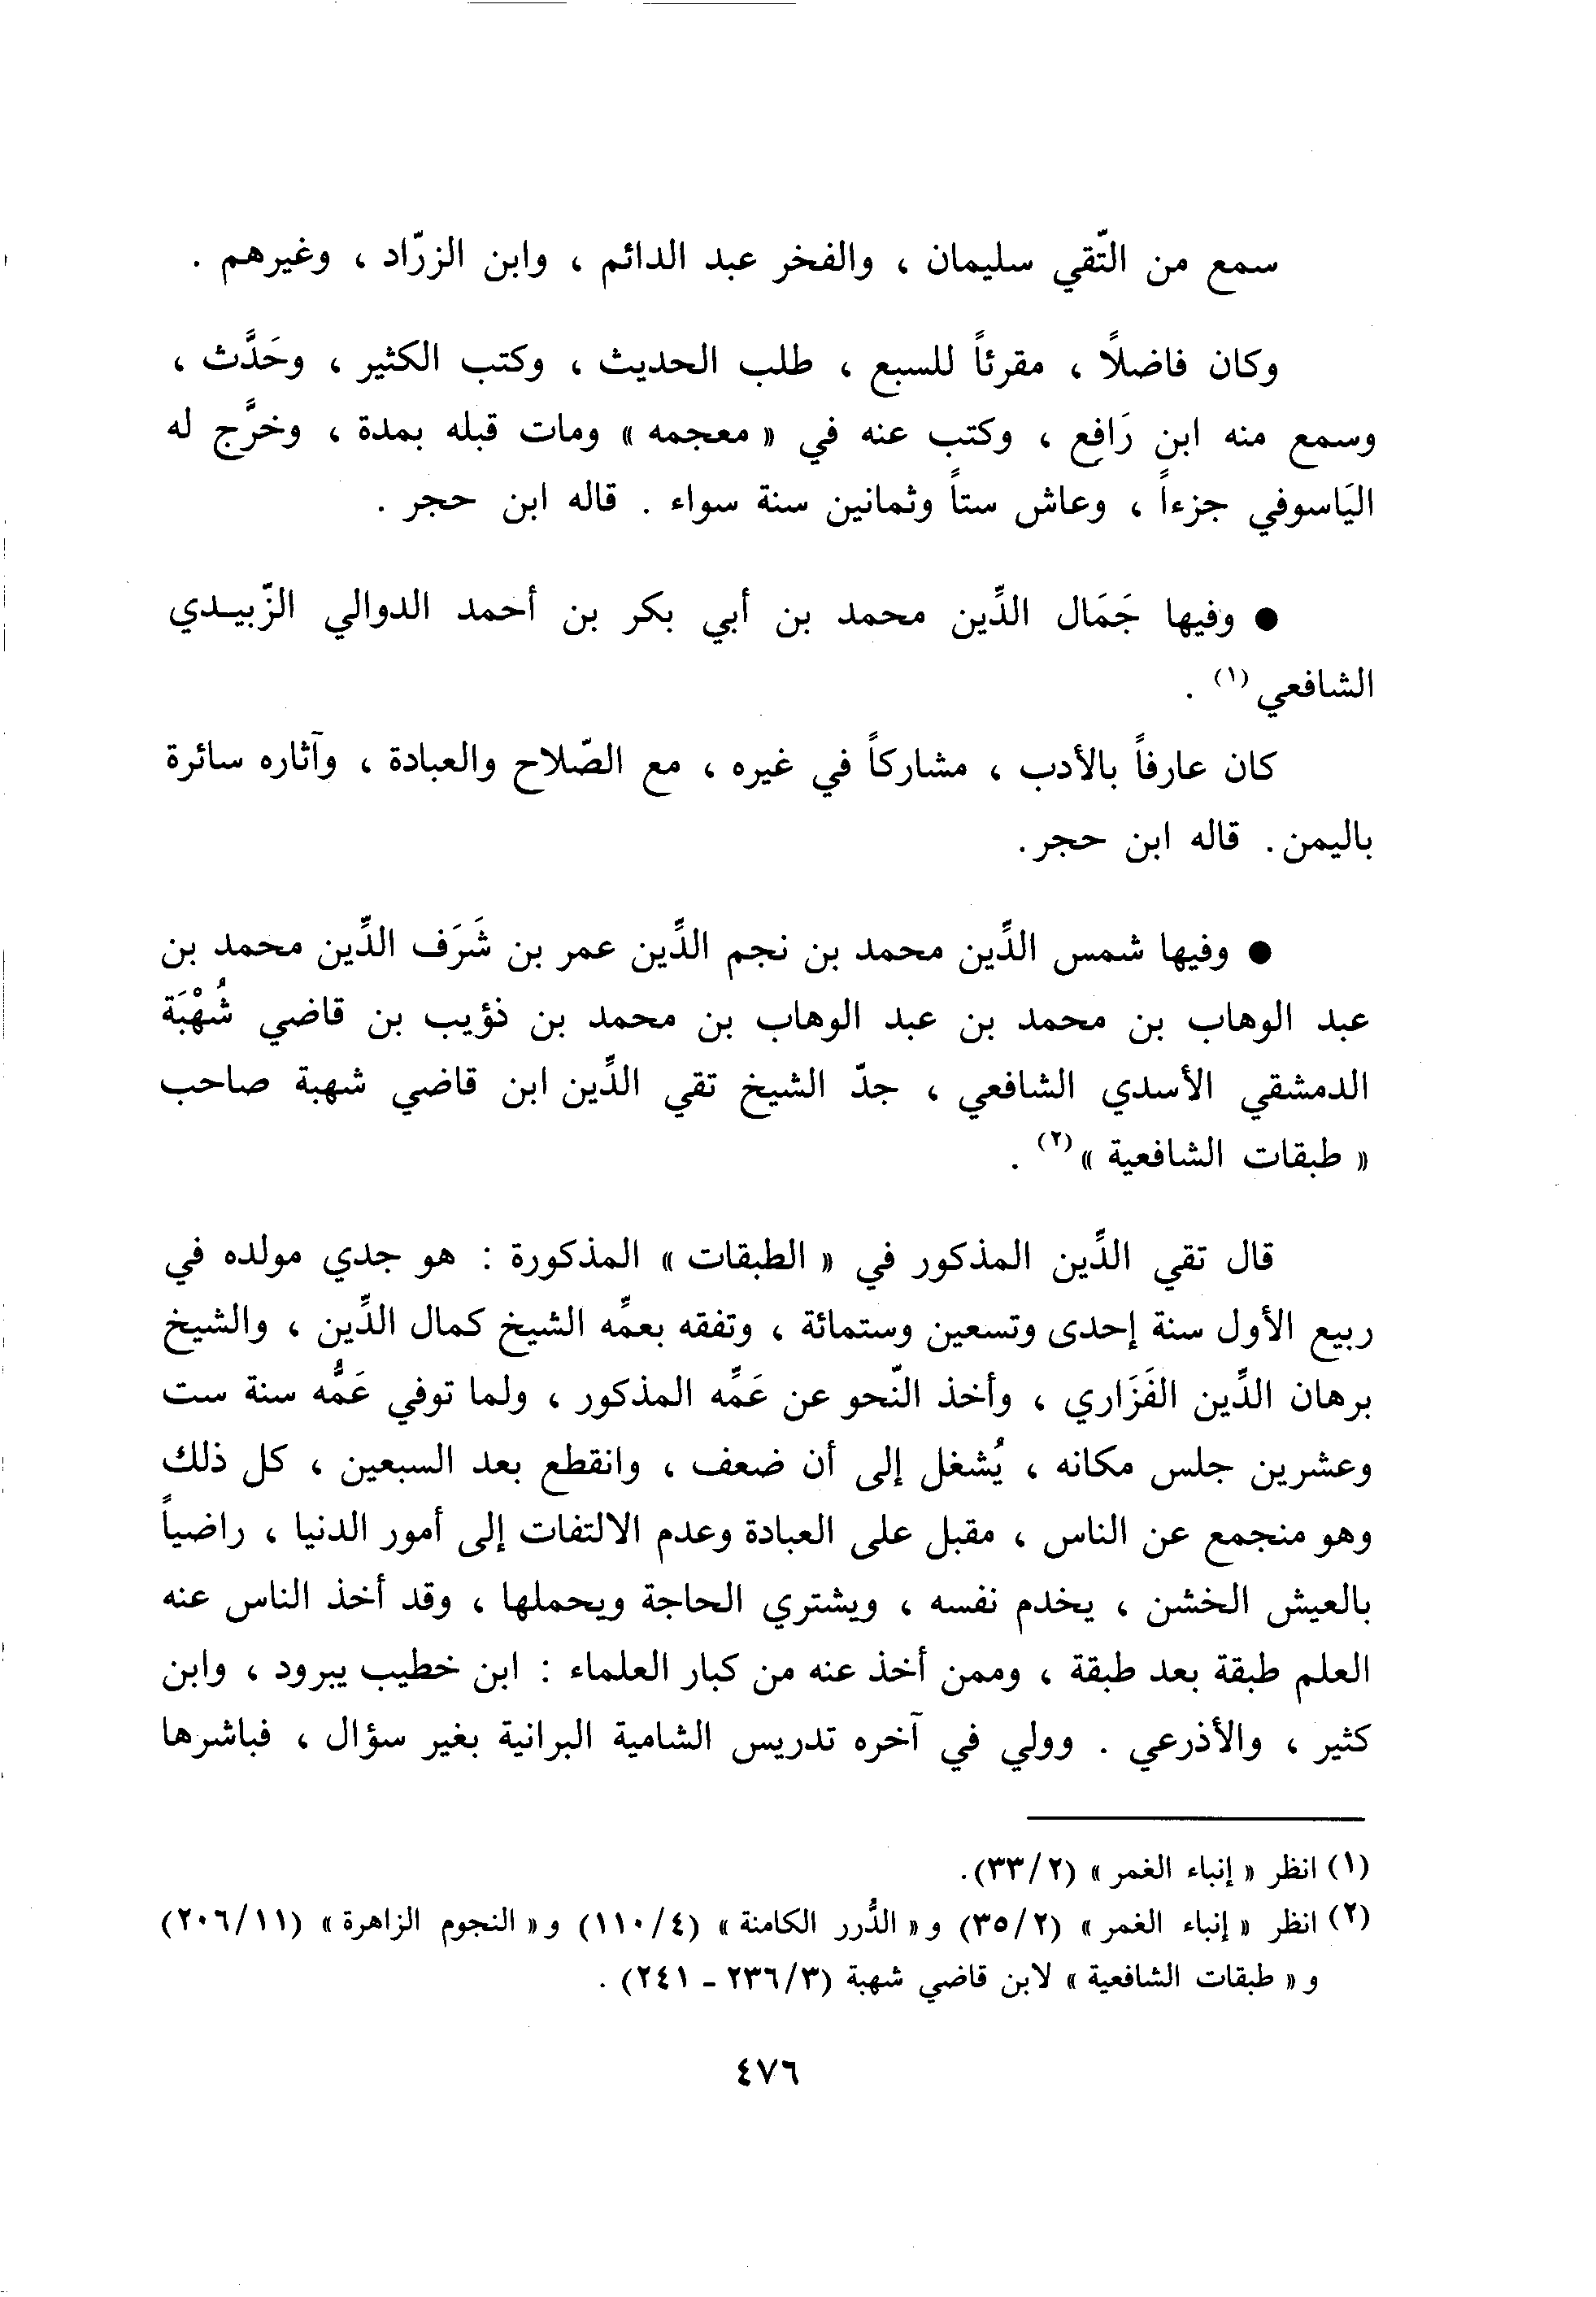 سمع من التّقي سليمان ، والفخر عبد الدائم ، وابن الزرّاد ، وغيرهم .
وكان فاضلاً ، مقرئاً للسبع ، طلب الحديث ، وكتب الكثير ، وحَدَّث ،
وسمع منه ابن رَافع ، وكتب عنه في « معجمه » ومات قبله بمدة ، وخرَّج له
اليَاسوفي جزءاً ، وعاش ستاً وثمانين سنة سواء . قاله ابن حجر .
● وفيها جَمَال الدِّين محمد بن أبي بكر بن أحمد الدوالي الزّبيـدي
الشافعي (١) .
كان عارفاً بالأدب ، مشاركاً في غيره ، مع الصّلاح والعبادة ، وآثاره سائرة
باليمن . قاله ابن حجر .
● وفيها شمس الدِّين محمد بن نجم الدِّين عمر بن شَرَف الدِّين محمد بن
عبد الوهاب بن محمد بن عبد الوهاب بن محمد بن ذؤيب بن قاضي شُهْبَة
الدمشقي الأسدي الشافعي ، جدّ الشيخ تقي الدِّين ابن قاضي شهبة صاحب
« طبقات الشافعية » (٢) .
قال تقي الدِّين المذكور في « الطبقات » المذكورة : هو جدي مولده في
ربيع الأول سنة إحدى وتسعين وستمائة ، وتفقه بعمِّه الشيخ كمال الدِّين ، والشيخ
برهان الدِّين الفَزَاري ، وأخذ النّحو عن عَمِّه المذكور ، ولما توفي عَمُّه سنة ست
وعشرين جلس مكانه ، يُشغل إلى أن ضعف ، وانقطع بعد السبعين ، كل ذلك
وهو منجمع عن الناس ، مقبل على العبادة وعدم الالتفات إلى أمور الدنيا ، راضياً
بالعيش الخشن ، يخدم نفسه ، ويشتري الحاجة ويحملها ، وقد أخذ الناس عنه
العلم طبقة بعد طبقة ، وممن أخذ عنه من كبار العلماء : ابن خطيب يبرود ، وابن
كثير ، والأذرعي . وولي في آخره تدريس الشامية البرانية بغير سؤال ، فباشرها
(١) انظر « إنباء الغمر » (٣٣/٢) .
(٢) انظر « إنباء الغمر » (٣٥/٢) و « الدُّرر الكامنة » (١١٠/٤) و « النجوم الزاهرة » (٢٠٦/١١)
و « طبقات الشافعية » لابن قاضي شهبة (٢٣٦/٣ - ٢٤١) .
٤٧٦